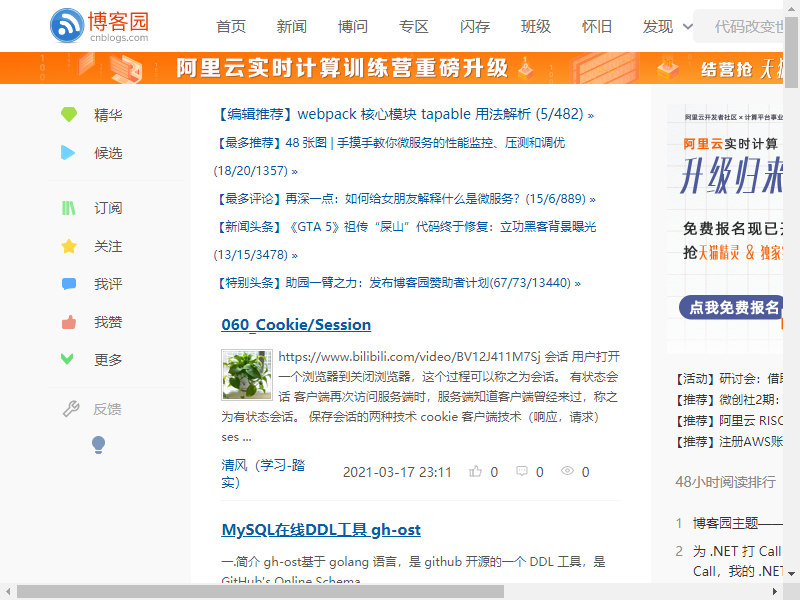 博客园
cnblogs.com
首页 新闻 博问 专区 闪存 班级 怀旧 发现 代码改变世
阿里云实时计算训练营重磅升级 结营抢
精华
候选
订阅
关注
我评
我赞
更多
反馈
【编辑推荐】webpack 核心模块 tapable 用法解析 (5/482) »
【最多推荐】48 张图 | 手摸手教你微服务的性能监控、压测和调优
(18/20/1357) »
【最多评论】再深一点：如何给女朋友解释什么是微服务？(15/6/889) »
【新闻头条】《GTA 5》祖传“屎山”代码终于修复：立功黑客背景曝光
(13/15/3478) »
【特别头条】助园一臂之力：发布博客园赞助者计划(67/73/13440) »
060_Cookie/Session
https://www.bilibili.com/video/BV12J411M7Sj 会话 用户打开
一个浏览器到关闭浏览器，这个过程可以称之为会话。 有状态会
话 客户端再次访问服务端时，服务端知道客户端曾经来过，称之
为有状态会话。 保存会话的两种技术 cookie 客户端技术（响应，请求）
ses ...
清风（学习-踏
实）
2021-03-17 23:11 0 0 0
MySQL在线DDL工具 gh-ost
一.简介 gh-ost基于 golang 语言，是 github 开源的一个 DDL 工具，是
GitHub's Online Schema
阿里云开发者社区 × 计算平台事业
阿里云实时计算
升级归来
免费报名现已开
抢天猫精灵 & 独家
点我免费报名
【活动】研讨会：借助
【推荐】微创社2期：
【推荐】阿里云 RISC
【推荐】注册AWS账
48小时阅读排行
1 博客园主题——
2 为 .NET 打 Call
Call，我的 .NET